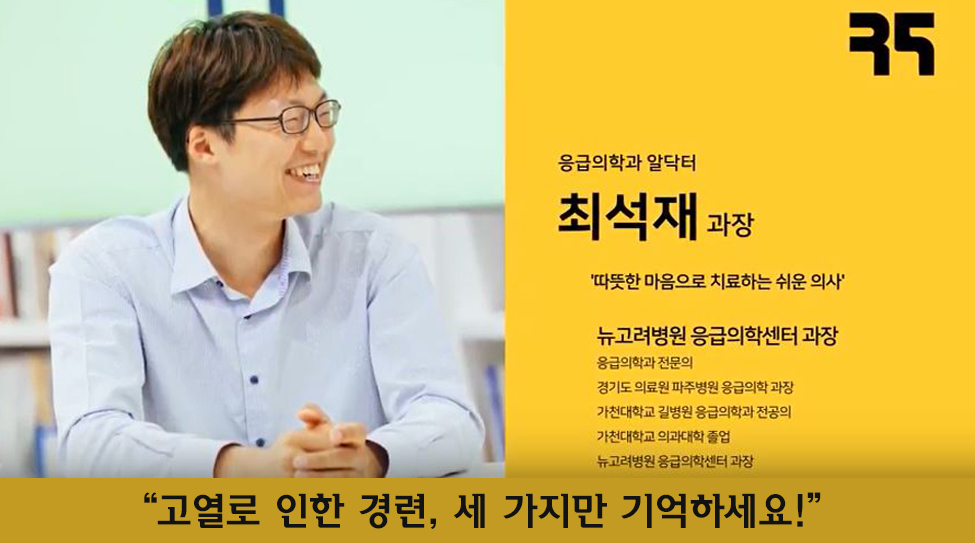 응급의학과 알닥터
최석재 과장
'따뜻한 마음으로 치료하는 쉬운 의사'
뉴고려병원 응급의학센터 과장
응급의학과 전문의
경기도 의료원 파주병원 응급의학 과장
가천대학교 길병원 응급의학과 전공의
가천대학교 의과대학 졸업
뉴고려병원 응급의학센터 과장
“고열로 인한 경련, 세 가지만 기억하세요!”